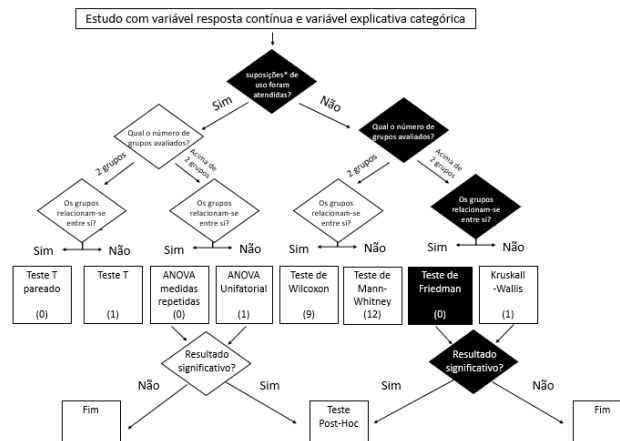 Estudo com variável resposta contínua e variável explicativa categórica
suposições* de
uso foram
atendidas?
Sim
Não
Qual o número de
grupos avaliados?
Qual o número de
grupos avaliados?
2 grupos
Acima de
2 grupos
2 grupos
Acima de
2 grupos
Os grupos
relacionam-se
entre si?
Os grupos
relacionam-se
entre si?
Os grupos
relacionam-se
entre si?
Os grupos
relacionam-se
entre si?
Sim
Não
Sim
Não
Sim
Não
Sim
Não
Teste T
pareado
(0)
Teste T
(1)
ANOVA
medidas
repetidas
(0)
ANOVA
Unifatorial
(1)
Teste de
Wilcoxon
(9)
Teste de
Mann-
Whitney
(12)
Teste de
Friedman
(0)
Kruskall
-Wallis
(1)
Resultado
significativo?
Resultado
significativo?
Não
Sim
Sim
Não
Fim
Teste
Post-Hoc
Fim